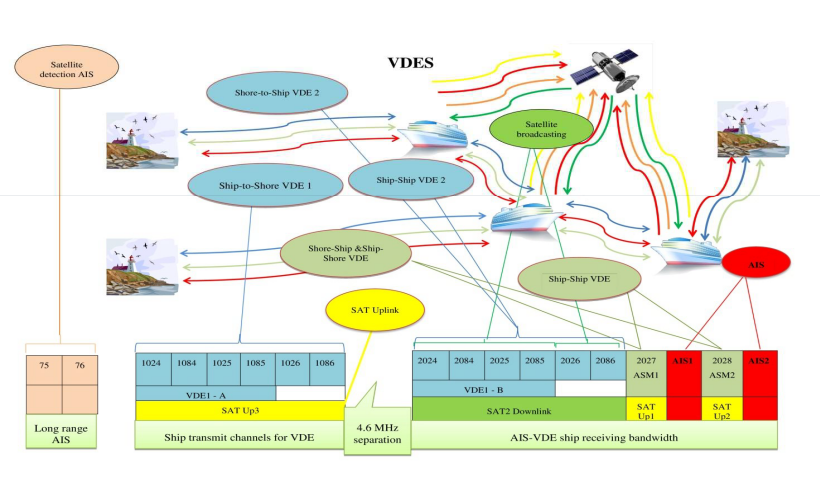 VDES
Satellite
detection AIS
Shore-to-Ship VDE 2
Satellite
broadcasting
Ship-to-Shore VDE 1
Ship-Ship VDE 2
Shore-Ship &Ship-
Shore VDE
Ship-Ship VDE
AIS
SAT Uplink
75 76
1024 1084 1025 1085 1026 1086
2024 2084 2025 2085 2026 2086 2027 AIS1 2028 AIS2
ASM1 ASM2
VDE1 - A
VDE1 - B
SAT Up3
SAT2 Downlink
SAT
Up1
SAT
Up2
Long range
AIS
Ship transmit channels for VDE
4.6 MHz
separation
AIS-VDE ship receiving bandwidth